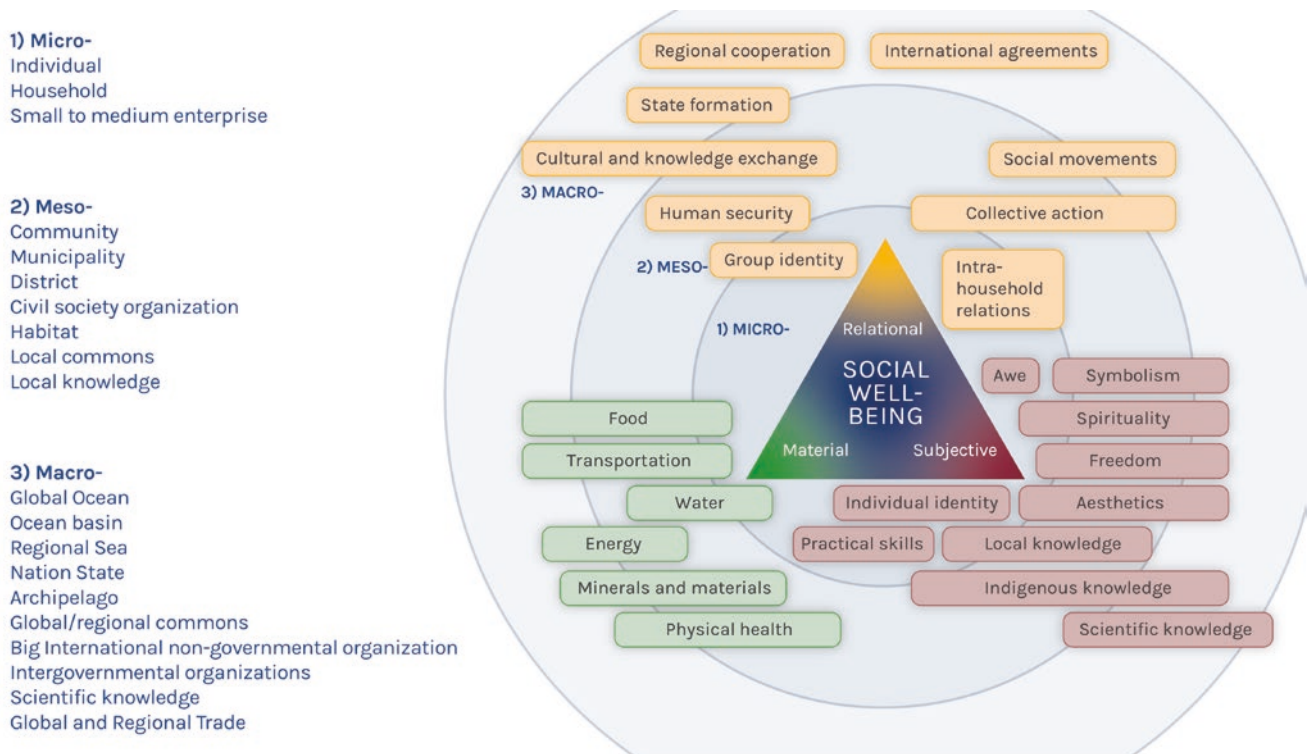 1) Micro-
Individual
Household
Small to medium enterprise
2) Meso-
Community
Municipality
District
Civil society organization
Habitat
Local commons
Local knowledge
3) Macro-
Global Ocean
Ocean basin
Regional Sea
Nation State
Archipelago
Global/regional commons
Big International non-governmental organization
Intergovernmental organizations
Scientific knowledge
Global and Regional Trade
Regional cooperation
International agreements
State formation
Cultural and knowledge exchange
Social movements
3) MACRO-
Human security
Collective action
2) MESO-
Group identity
Intra-
household
relations
1) MICRO-
Relational
SOCIAL
WELL-
BEING
Material
Subjective
Awe
Symbolism
Food
Spirituality
Transportation
Freedom
Water
Individual identity
Aesthetics
Energy
Practical skills
Local knowledge
Minerals and materials
Indigenous knowledge
Physical health
Scientific knowledge